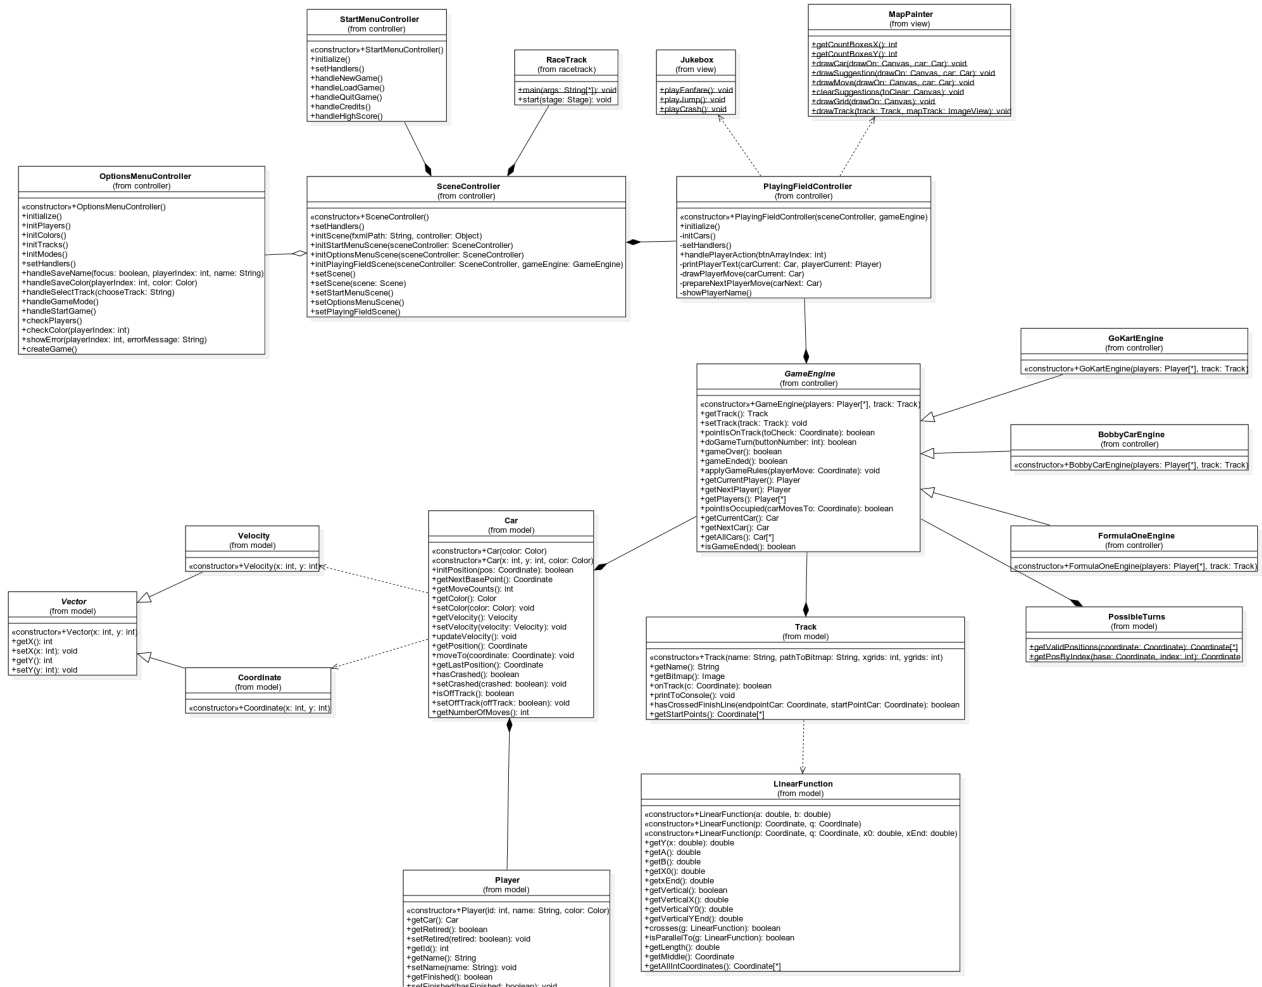 StartMenuController
(from controller)
«constructor»+StartMenuController()
+initialize()
+setHandlers()
+handleNewGame()
+handleLoadGame()
+handleQuitGame()
+handleCredits()
+handleHighScore()
RaceTrack
(from racetrack)
+main(args: String[*]): void
+start(stage: Stage): void
Jukebox
(from view)
+playFanfare(): void
+playJump(): void
+playCrash(): void
MapPainter
(from view)
+getCountBoxesX(): int
+getCountBoxesY(): int
+drawCar(drawOn: Canvas, car: Car): void
+drawSuggestion(drawOn: Canvas, car: Car): void
+drawMove(drawOn: Canvas, car: Car): void
+clearSuggestions(toClear: Canvas): void
+drawGrid(drawOn: Canvas): void
+drawTrack(track: Track, mapTrack: ImageView): void
OptionsMenuController
(from controller)
«constructor»+OptionsMenuController()
+initialize()
+initPlayers()
+initColors()
+initTracks()
+initModes()
+setHandlers()
+handleSaveName(focus: boolean, playerIndex: int, name: String)
+handleSaveColor(playerIndex: int, color: Color)
+handleSelectTrack(chooseTrack: String)
+handleGameMode()
+handleStartGame()
+checkPlayers()
+checkColor(playerIndex: int)
+showError(playerIndex: int, errorMessage: String)
+createGame()
SceneController
(from controller)
«constructor»+SceneController()
+setHandlers()
+initScene(fxmlPath: String, controller: Object)
+initStartMenuScene(sceneController: SceneController)
+initOptionsMenuScene(sceneController: SceneController)
+initPlayingFieldScene(sceneController: SceneController, gameEngine: GameEngine)
+setScene()
+setScene(scene: Scene)
+setStartMenuScene()
+setOptionsMenuScene()
+setPlayingFieldScene()
PlayingFieldController
(from controller)
«constructor»+PlayingFieldController(sceneController, gameEngine)
+initialize()
-initCars()
-setHandlers()
+handlePlayerAction(btnArrayIndex: int)
-printPlayerText(carCurrent: Car, playerCurrent: Player)
-drawPlayerMove(carCurrent: Car)
-prepareNextPlayerMove(carNext: Car)
-showPlayerName()
GameEngine
(from controller)
«constructor»+GameEngine(players: Player[*], track: Track)
+getTrack(): Track
+setTrack(track: Track): void
+pointIsOnTrack(toCheck: Coordinate): boolean
+doGameTurn(buttonNumber: int): boolean
+gameOver(): boolean
+gameEnded(): boolean
+applyGameRules(playerMove: Coordinate): void
+getCurrentPlayer(): Player
+getNextPlayer(): Player
+getPlayers(): Player[*]
+pointIsOccupied(carMovesTo: Coordinate): boolean
+getCurrentCar(): Car
+getNextCar(): Car
+getAllCars(): Car[*]
+isGameEnded(): boolean
GoKartEngine
(from controller)
«constructor»+GoKartEngine(players: Player[*], track: Track)
BobbyCarEngine
(from controller)
«constructor»+BobbyCarEngine(players: Player[*], track: Track)
FormulaOneEngine
(from controller)
«constructor»+FormulaOneEngine(players: Player[*], track: Track)
PossibleTurns
(from model)
+getValidPositions(coordinate: Coordinate): Coordinate[*]
+getPosByIndex(base: Coordinate, index: int): Coordinate
Velocity
(from model)
«constructor»+Velocity(x: int, y: int)
Vector
(from model)
«constructor»+Vector(x: int, y: int)
+getX(): int
+setX(x: int): void
+getY(): int
+setY(y: int): void
Coordinate
(from model)
«constructor»+Coordinate(x: int, y: int)
Car
(from model)
«constructor»+Car(color: Color)
«constructor»+Car(x: int, y: int, color: Color)
+initPosition(pos: Coordinate): boolean
+getNextBasePoint(): Coordinate
+getMoveCounts(): int
+getColor(): Color
+setColor(color: Color): void
+getVelocity(): Velocity
+setVelocity(velocity: Velocity): void
+updateVelocity(): void
+getPosition(): Coordinate
+moveTo(coordinate: Coordinate): void
+getLastPosition(): Coordinate
+hasCrashed(): boolean
+setCrashed(crashed: boolean): void
+isOffTrack(): boolean
+setOffTrack(offTrack: boolean): void
+getNumberOfMoves(): int
Track
(from model)
«constructor»+Track(name: String, pathToBitmap: String, xgrids: int, ygrids: int)
+getName(): String
+getBitmap(): Image
+onTrack(c: Coordinate): boolean
+printToConsole(): void
+hasCrossedFinishLine(endpointCar: Coordinate, startPointCar: Coordinate): boolean
+getStartPoints(): Coordinate[*]
LinearFunction
(from model)
«constructor»+LinearFunction(a: double, b: double)
«constructor»+LinearFunction(p: Coordinate, q: Coordinate)
«constructor»+LinearFunction(p: Coordinate, q: Coordinate, x0: double, xEnd: double)
+getY(x: double): double
+getA(): double
+getB(): double
+getX0(): double
+getxEnd(): double
+getVertical(): boolean
+getVerticalX(): double
+getVerticalY0(): double
+getVerticalYEnd(): double
+crosses(g: LinearFunction): boolean
+isParallelTo(g: LinearFunction): boolean
+getLength(): double
+getMiddle(): Coordinate
+getAllIntCoordinates(): Coordinate[*]
Player
(from model)
«constructor»+Player(id: int, name: String, color: Color)
+getCar(): Car
+getRetired(): boolean
+setRetired(retired: boolean): void
+getId(): int
+getName(): String
+setName(name: String): void
+getFinished(): boolean
+setFinished(hasFinished: boolean): void